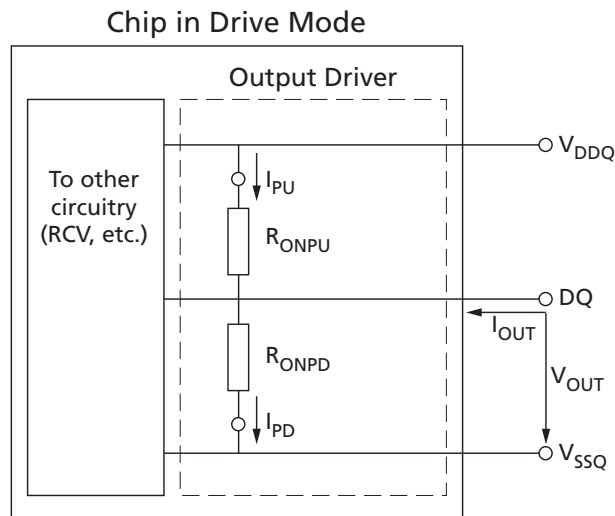 Chip in Drive Mode
Output Driver
To other
circuitry
(RCV, etc.)
V_DDQ
I_PU
R_ONPU
DQ
I_OUT
R_ONPD
V_OUT
I_PD
V_SSQ